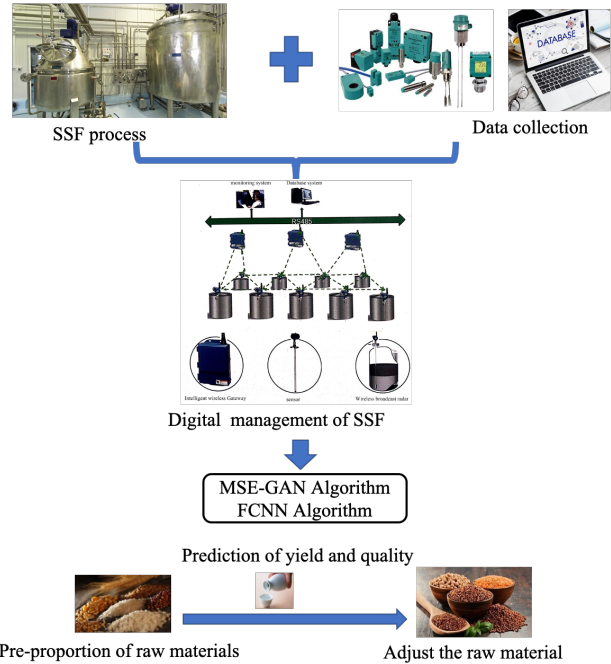 DATABASE
SSF process
Data collection
monitoring system
Database system
RS485
Intelligent wireless Gateway
sensor
Wireless broadcast radar
Digital management of SSF
MSE-GAN Algorithm
FCNN Algorithm
Prediction of yield and quality
Pre-proportion of raw materials
Adjust the raw material